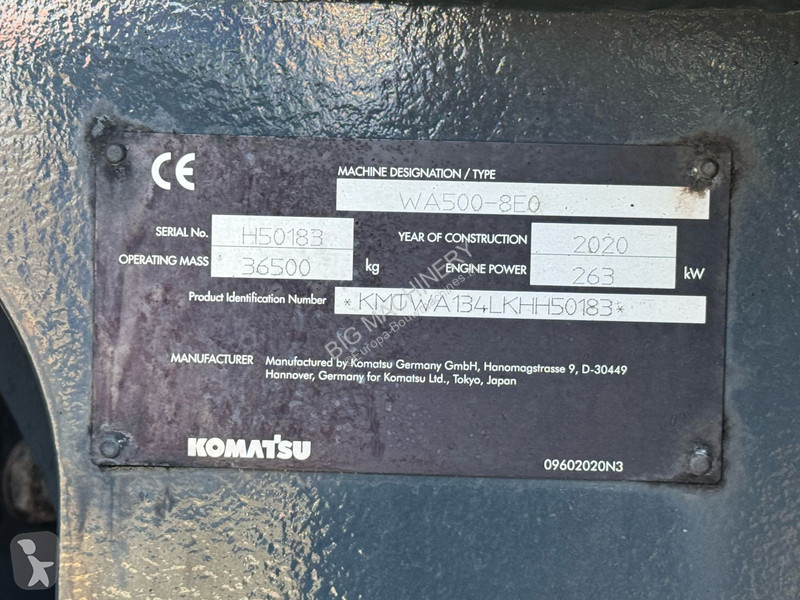 CE
MACHINE DESIGNATION / TYPE
WA500-8E0
SERIAL No. H50183 YEAR OF CONSTRUCTION 2020
OPERATING MASS 36500 kg ENGINE POWER 263 kW
Product Identification Number *KMTWA134LKHH50183*
MANUFACTURER Manufactured by Komatsu Germany GmbH, Hanomagstrasse 9, D-30449
Hannover, Germany for Komatsu Ltd., Tokyo, Japan
KOMATSU
09602020N3
BIG MACHINERY